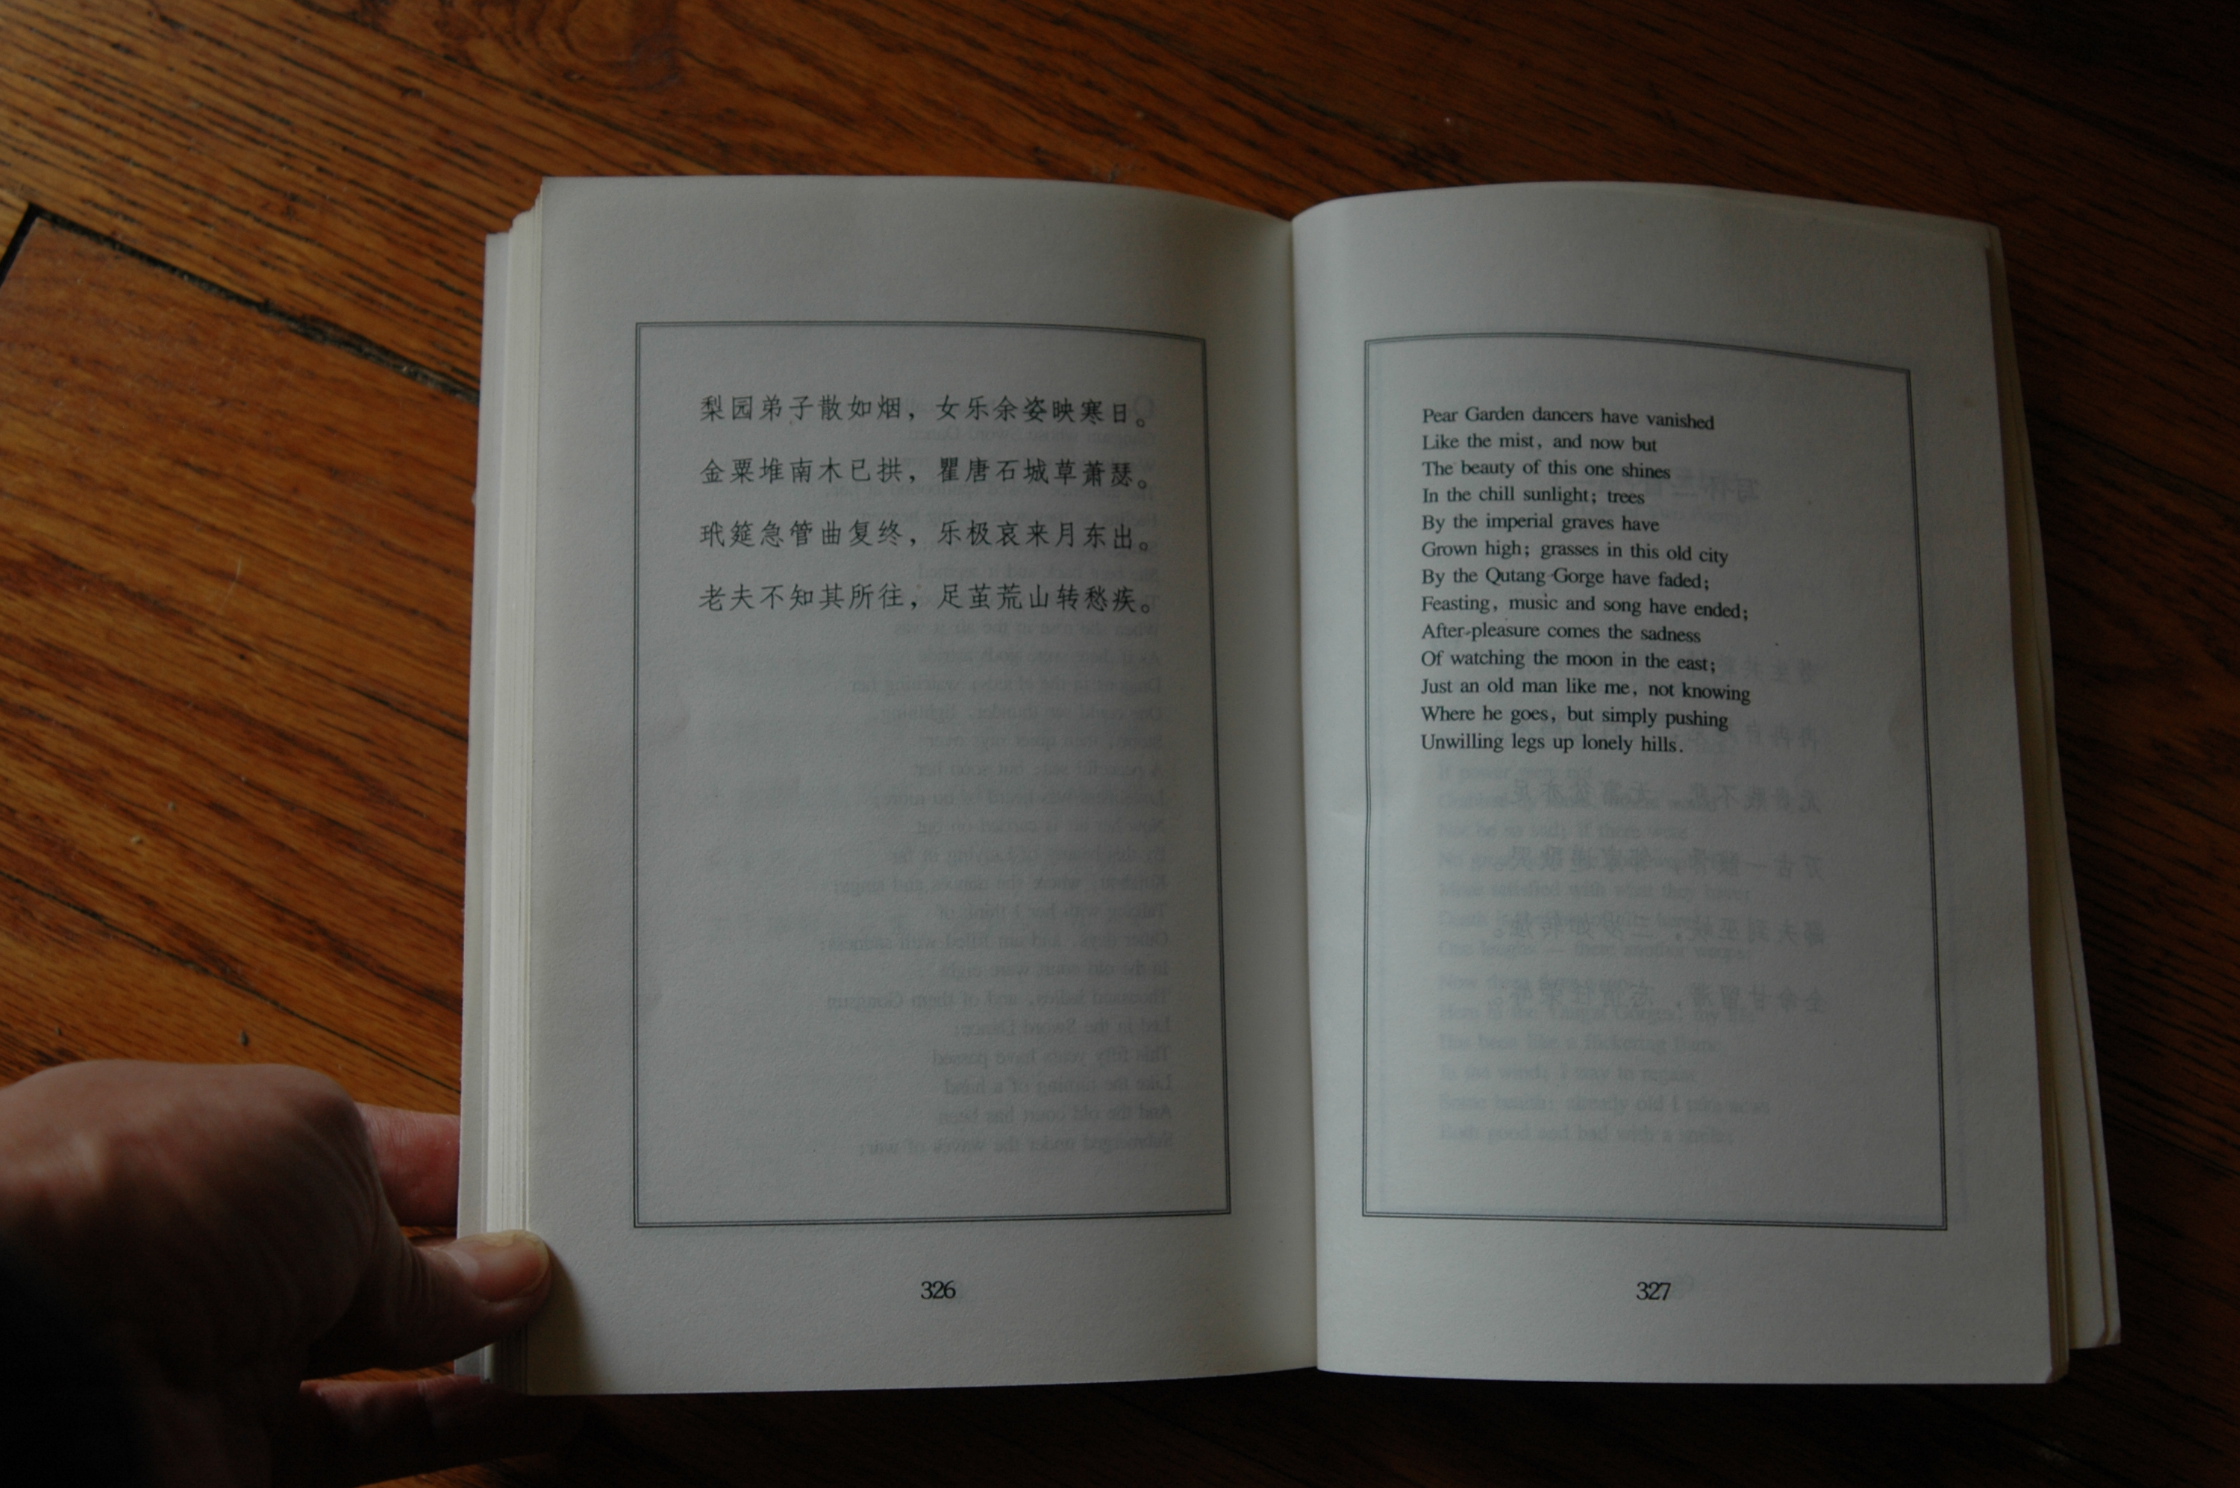 梨园弟子散如烟，女乐余姿映寒日。
金粟堆南木已拱，瞿唐石城草萧瑟。
玳筵急管曲复终，乐极哀来月东出。
老夫不知其所往，足茧荒山转愁疾。
326
Pear Garden dancers have vanished
Like the mist, and now but
The beauty of this one shines
In the chill sunlight; trees
By the imperial graves have
Grown high; grasses in this old city
By the Qutang Gorge have faded;
Feasting, music and song have ended;
After-pleasure comes the sadness
Of watching the moon in the east;
Just an old man like me, not knowing
Where he goes, but simply pushing
Unwilling legs up lonely hills.
327